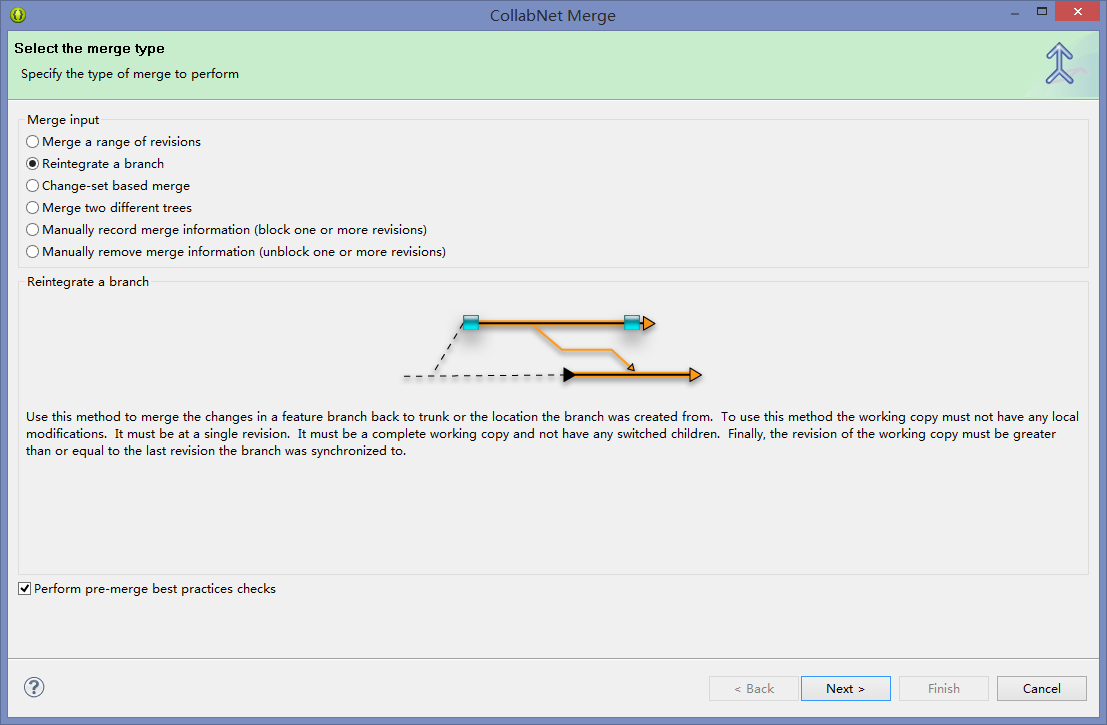 CollabNet Merge
Select the merge type
Specify the type of merge to perform
Merge input
Merge a range of revisions
Reintegrate a branch
Change-set based merge
Merge two different trees
Manually record merge information (block one or more revisions)
Manually remove merge information (unblock one or more revisions)
Reintegrate a branch
Use this method to merge the changes in a feature branch back to trunk or the location the branch was created from.  To use this method the working copy must not have any local
modifications.  It must be at a single revision.  It must be a complete working copy and not have any switched children.  Finally, the revision of the working copy must be greater
than or equal to the last revision the branch was synchronized to.
Perform pre-merge best practices checks
?
< Back
Next >
Finish
Cancel